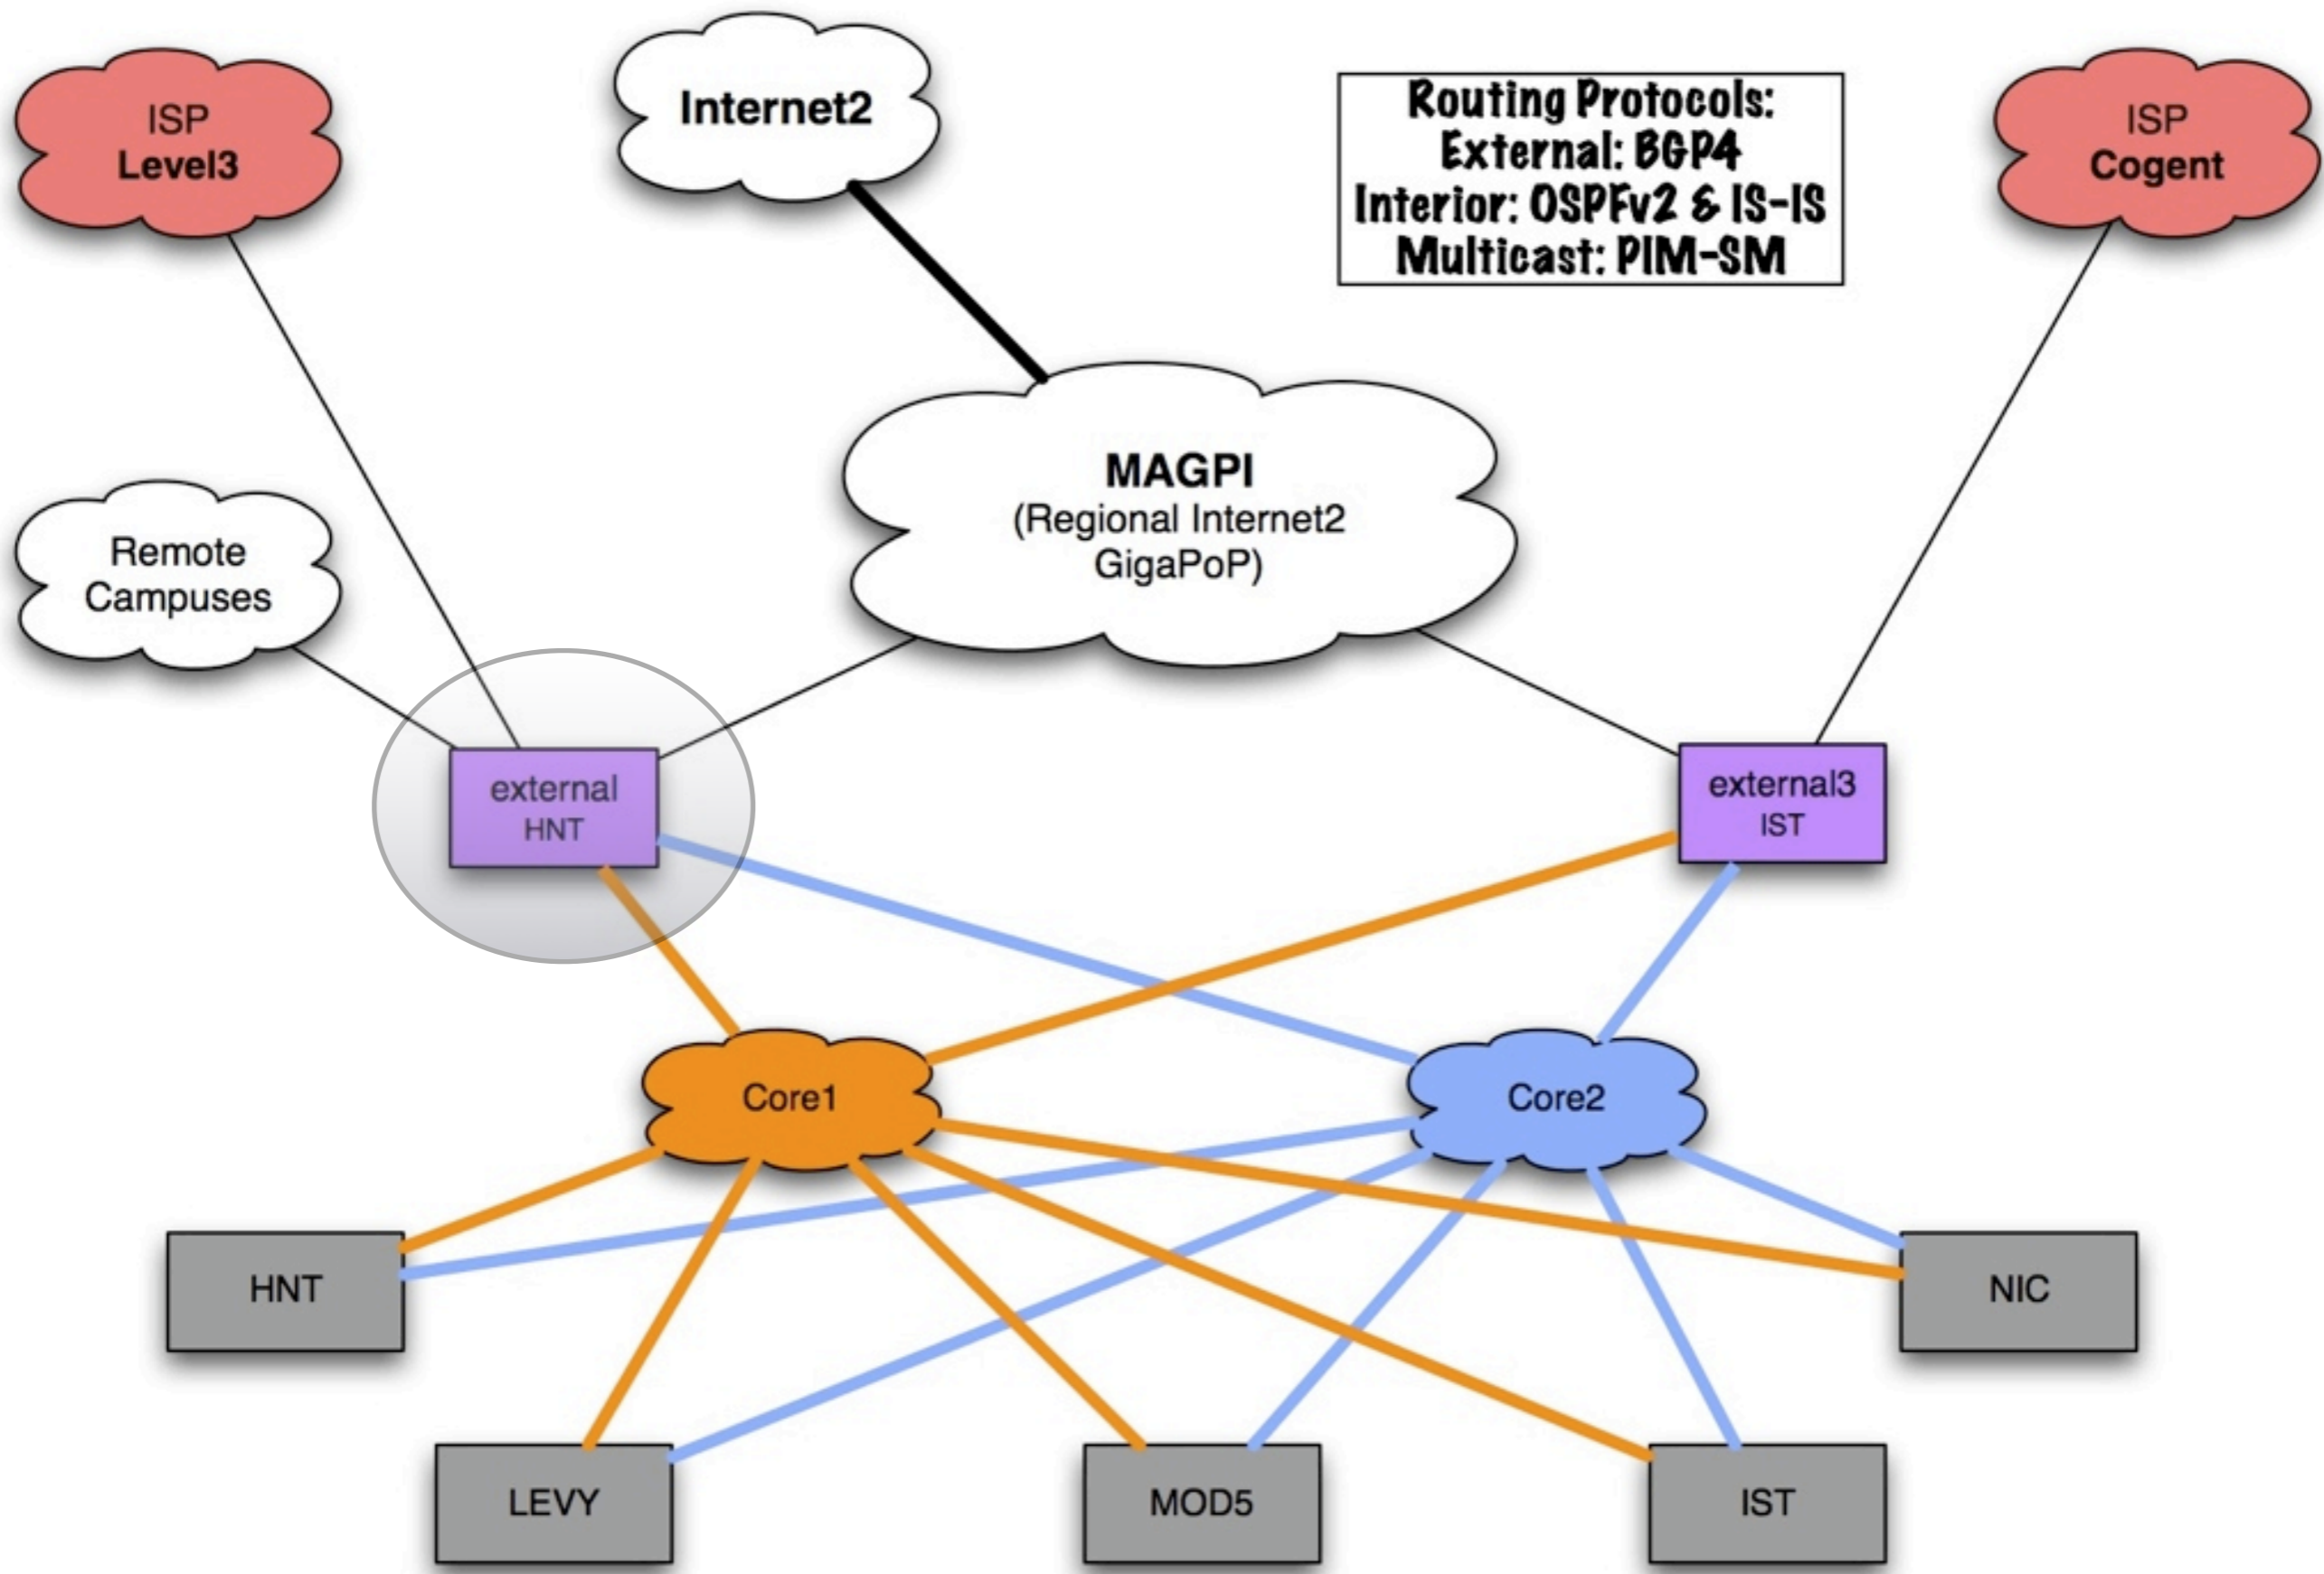 ISP
Level3
Internet2
Routing Protocols:
External: BGP4
Interior: OSPFv2 & IS-IS
Multicast: PIM-SM
ISP
Cogent
MAGPI
(Regional Internet2
GigaPoP)
Remote
Campuses
external
HNT
external3
IST
Core1
Core2
HNT
NIC
LEVY
MOD5
IST